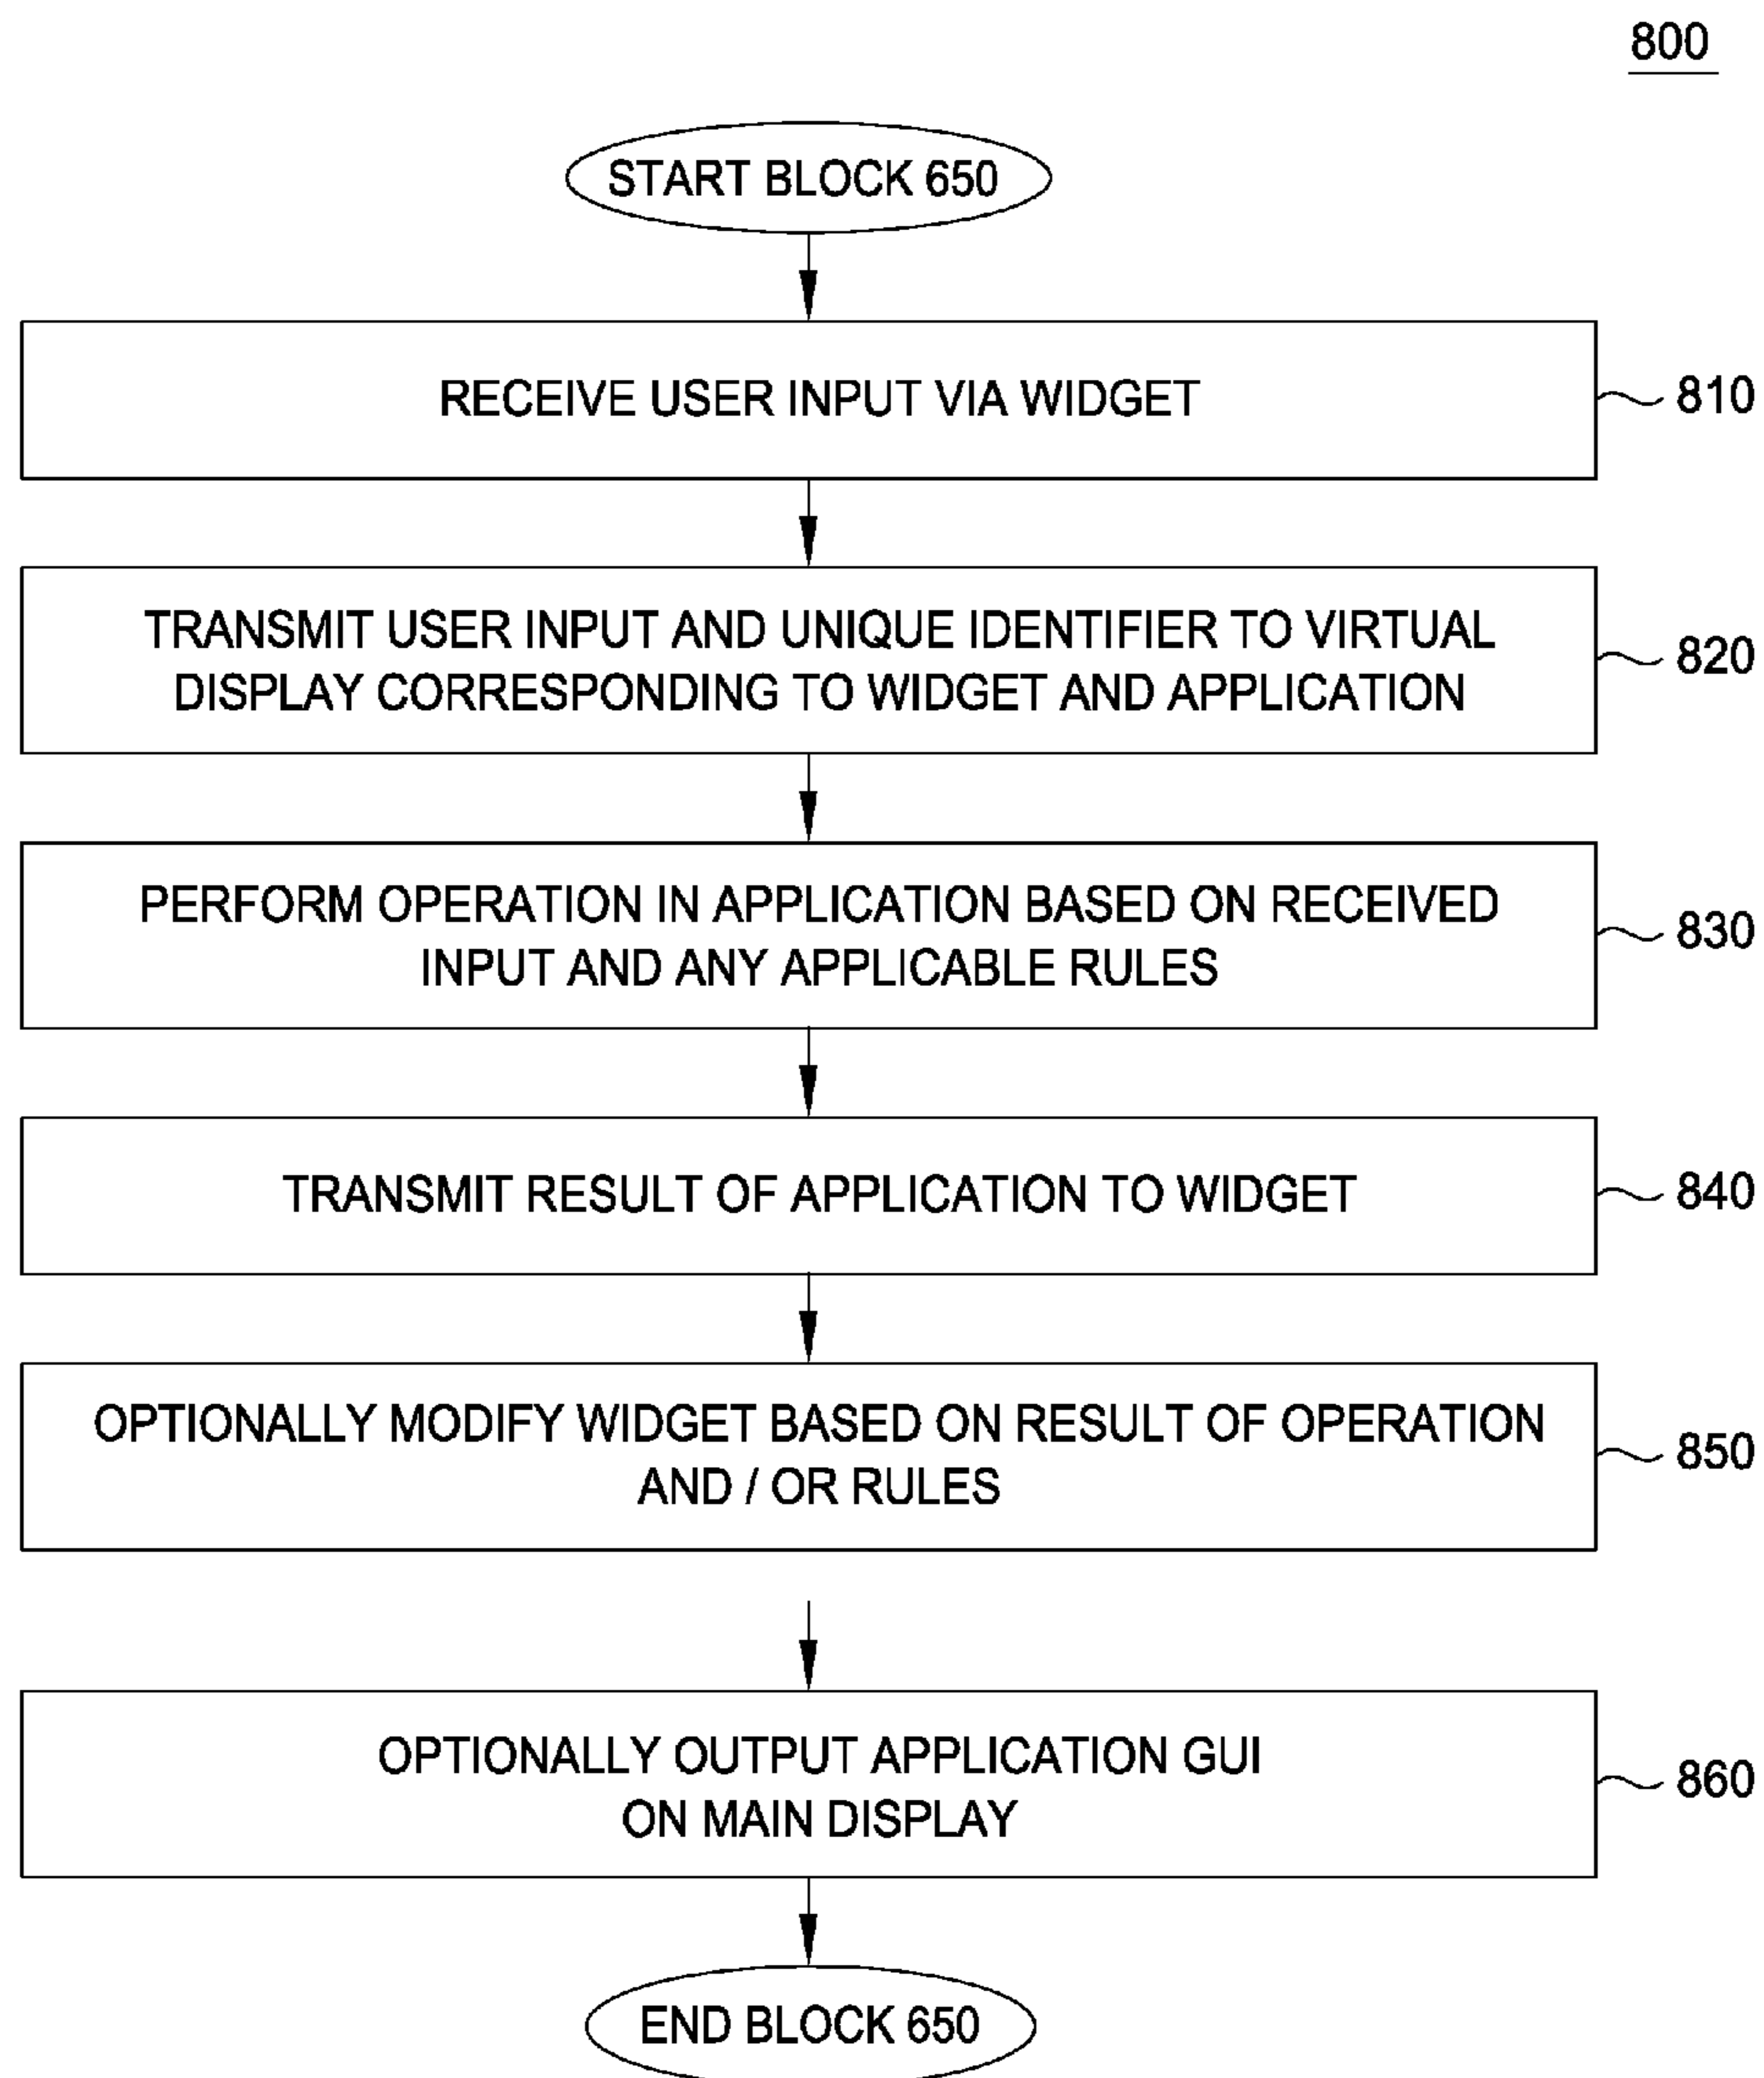 800
START BLOCK 650
RECEIVE USER INPUT VIA WIDGET
810
TRANSMIT USER INPUT AND UNIQUE IDENTIFIER TO VIRTUAL
DISPLAY CORRESPONDING TO WIDGET AND APPLICATION
820
PERFORM OPERATION IN APPLICATION BASED ON RECEIVED
INPUT AND ANY APPLICABLE RULES
830
TRANSMIT RESULT OF APPLICATION TO WIDGET
840
OPTIONALLY MODIFY WIDGET BASED ON RESULT OF OPERATION
AND / OR RULES
850
OPTIONALLY OUTPUT APPLICATION GUI
ON MAIN DISPLAY
860
END BLOCK 650